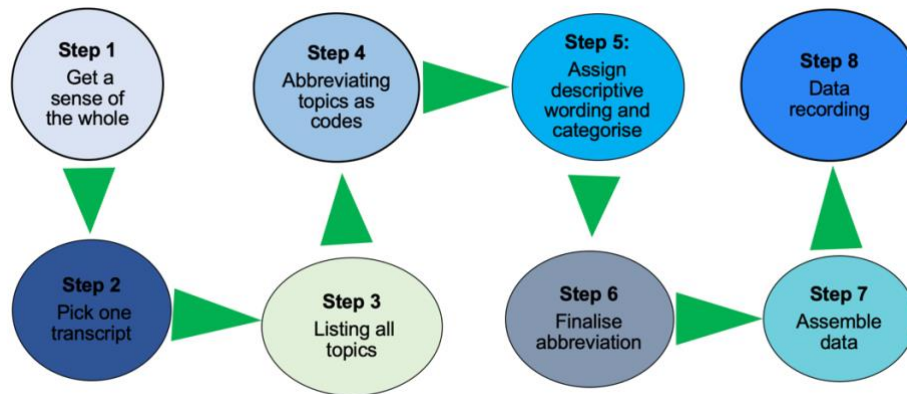 Step 1
Get a
sense of
the whole
Step 2
Pick one
transcript
Step 3
Listing all
topics
Step 4
Abbreviating
topics as
codes
Step 5:
Assign
descriptive
wording and
categorise
Step 6
Finalise
abbreviation
Step 7
Assemble
data
Step 8
Data
recording